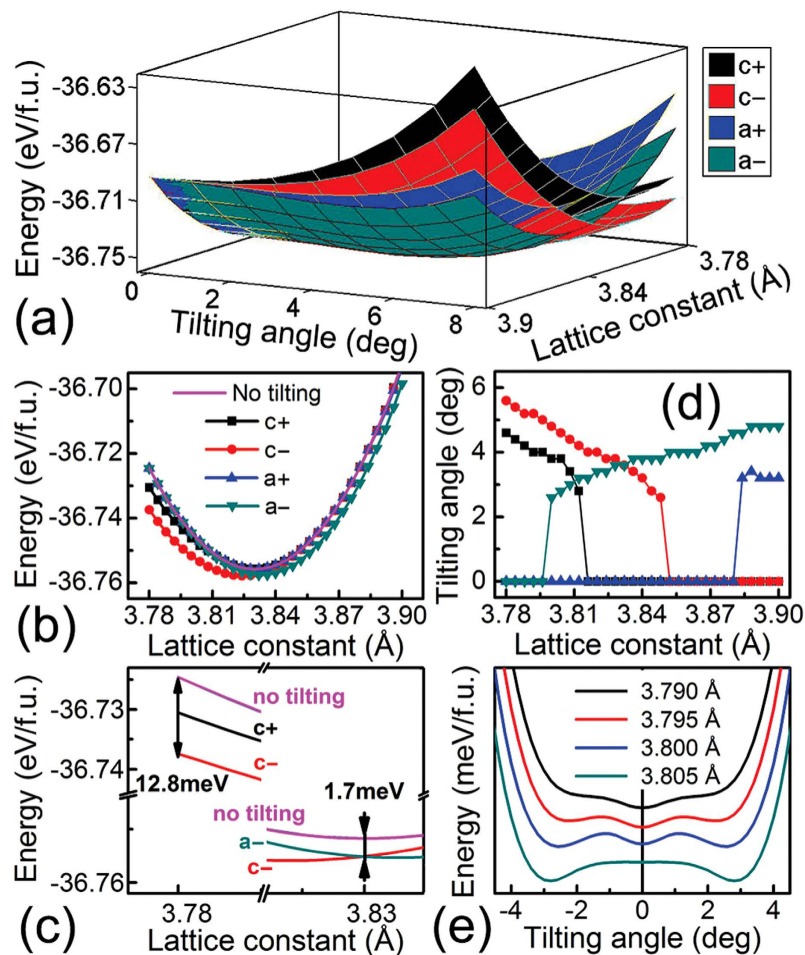 -36.63
-36.67
-36.71
-36.75
Energy (eV/f.u.)
0
2
4
6
8
Tilting angle (deg)
3.9
3.84
3.78
Lattice constant (Å)
c+
c−
a+
a−
(a)
-36.70
-36.72
-36.74
-36.76
Energy (eV/f.u.)
No tilting
c+
c−
a+
a−
3.78 3.81 3.84 3.87 3.90
Lattice constant (Å)
(b)
6
4
2
0
Tilting angle (deg)
(d)
3.78 3.81 3.84 3.87 3.90
Lattice constant (Å)
-36.73
-36.74
-36.76
Energy (eV/f.u.)
no tilting
c+
c−
12.8meV
1.7meV
no tilting
a−
c−
3.78 3.83
Lattice constant (Å)
(c)
Energy (meV/f.u.)
3.790 Å
3.795 Å
3.800 Å
3.805 Å
-4 -2 0 2 4
Tilting angle (deg)
(e)